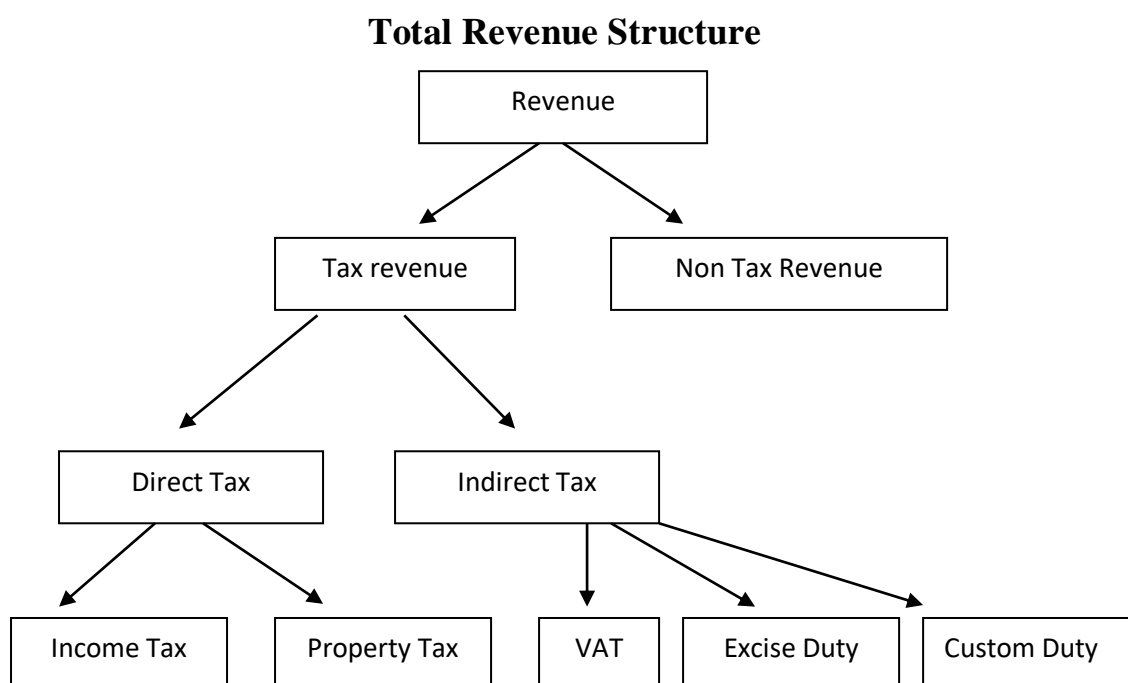 Total Revenue Structure
Revenue
Tax revenue
Non Tax Revenue
Direct Tax
Indirect Tax
Income Tax
Property Tax
VAT
Excise Duty
Custom Duty